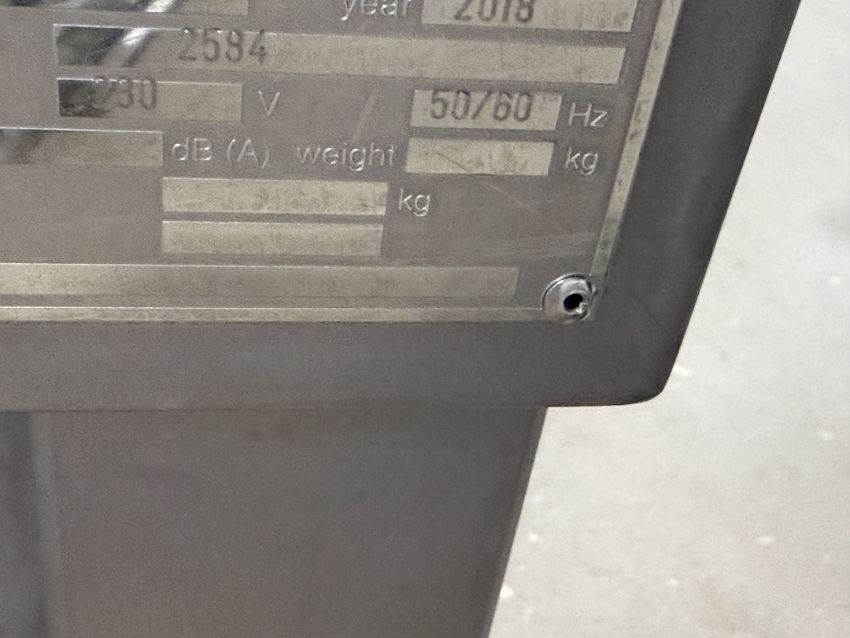 year 2018
2584
230 V 50/60 Hz
dB (A) weight kg
kg